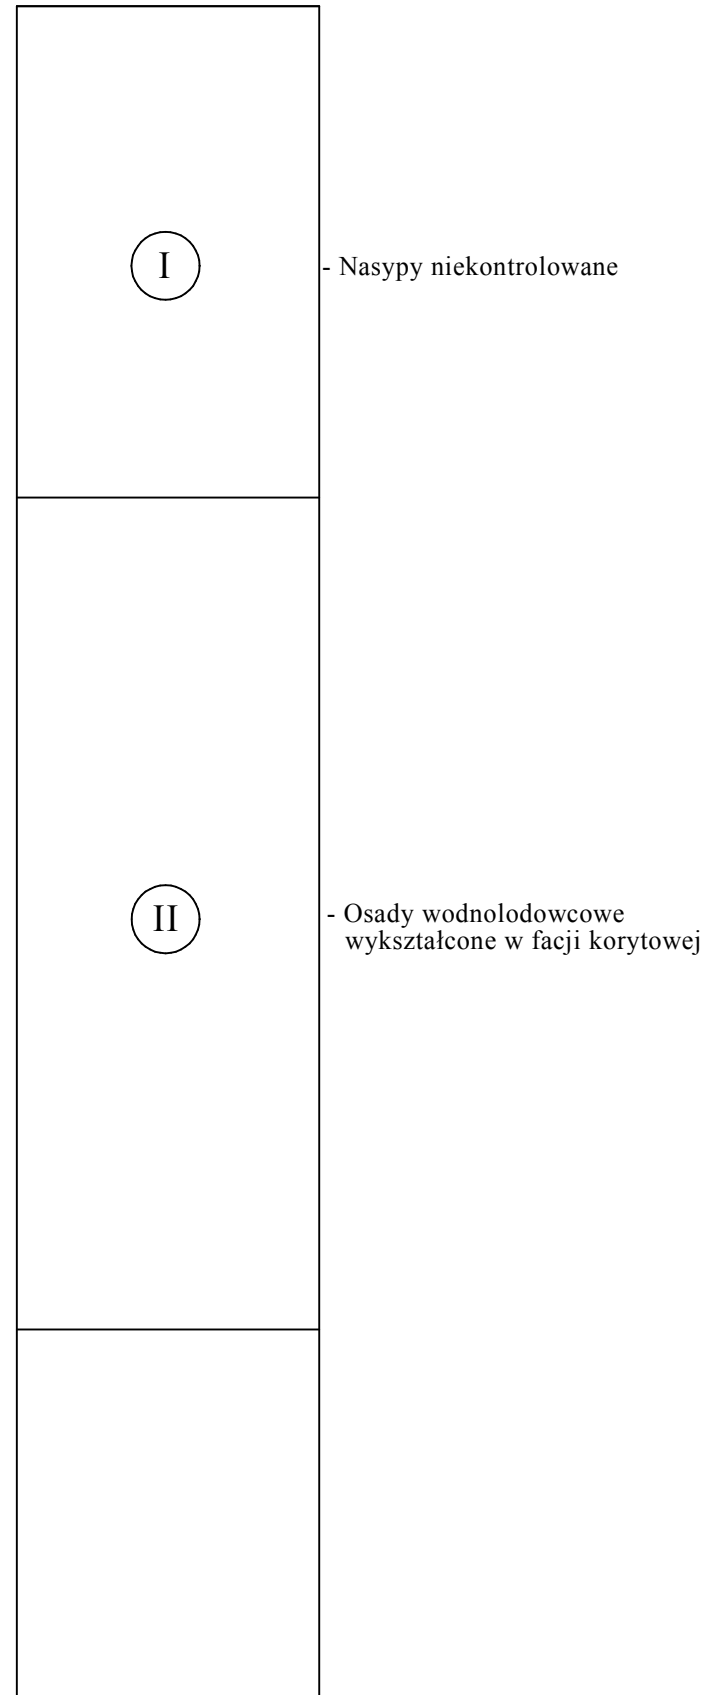 I
- Nasypy niekontrolowane
II
- Osady wodnolodowcowe
wykształcone w facji korytowej